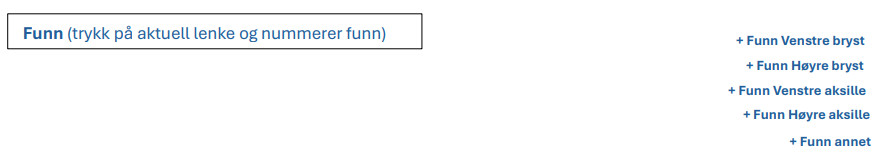 Funn (trykk på aktuell lenke og nummerer funn)
+ Funn Venstre bryst
+ Funn Høyre bryst
+ Funn Venstre aksille
+ Funn Høyre aksille
+ Funn annet